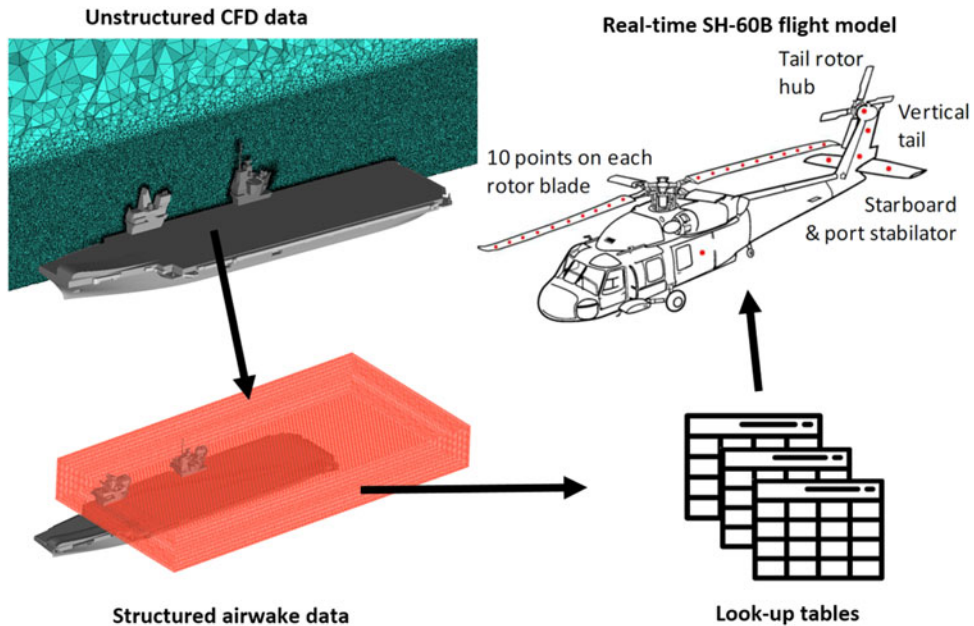 Unstructured CFD data
Real-time SH-60B flight model
Tail rotor
hub
Vertical
tail
10 points on each
rotor blade
Starboard
& port stabilator
Structured airwake data
Look-up tables